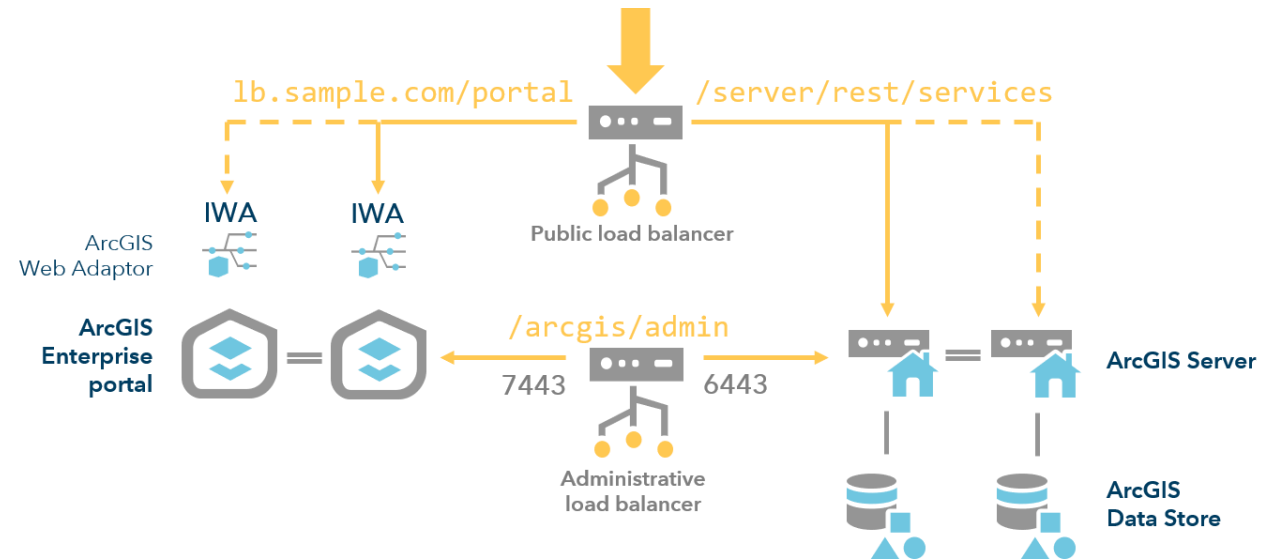 lb.sample.com/portal
/server/rest/services
IWA
IWA
Public load balancer
ArcGIS
Web Adaptor
ArcGIS
Enterprise
portal
/arcgis/admin
7443
6443
ArcGIS Server
Administrative
load balancer
ArcGIS
Data Store